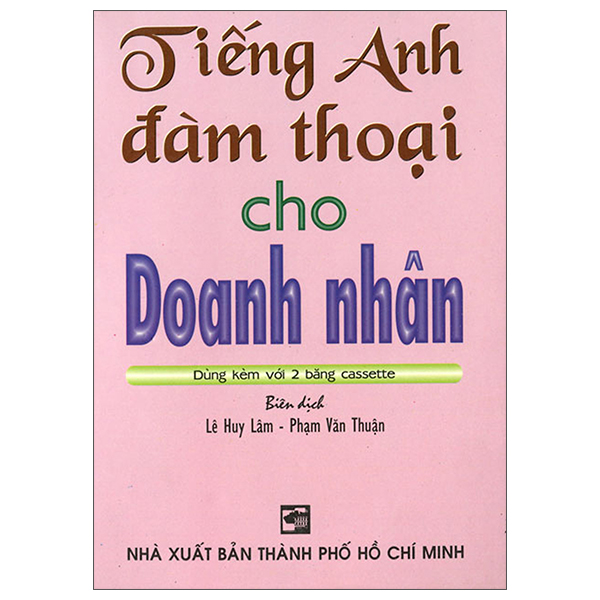 Tiếng Anh
đàm thoại
cho
Doanh nhân
Dùng kèm với 2 băng cassette
Biên dịch
Lê Huy Lâm - Phạm Văn Thuận
NHÀ XUẤT BẢN THÀNH PHỐ HỒ CHÍ MINH